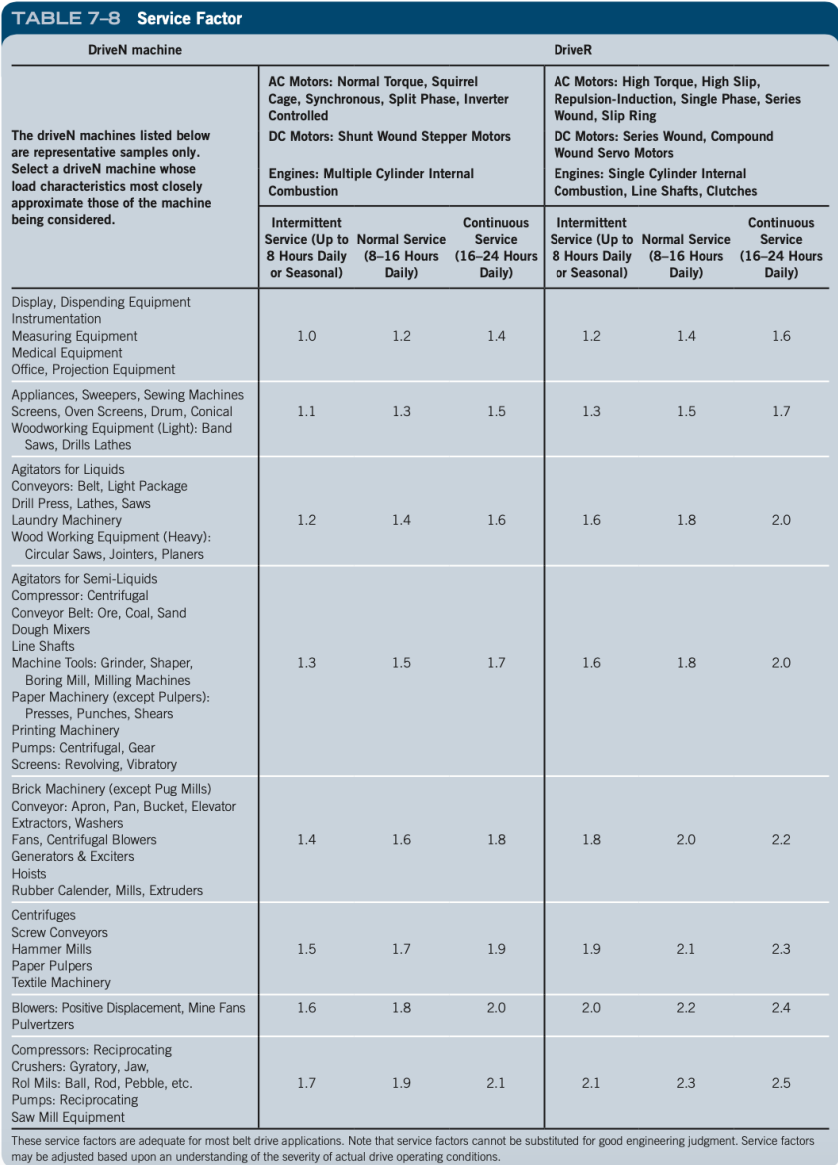 TABLE 7–8 Service Factor
DriveN machine
DriveR
The driveN machines listed below
are representative samples only.
Select a driveN machine whose
load characteristics most closely
approximate those of the machine
being considered.
AC Motors: Normal Torque, Squirrel
Cage, Synchronous, Split Phase, Inverter
Controlled
DC Motors: Shunt Wound Stepper Motors
Engines: Multiple Cylinder Internal
Combustion
AC Motors: High Torque, High Slip,
Repulsion-Induction, Single Phase, Series
Wound, Slip Ring
DC Motors: Series Wound, Compound
Wound Servo Motors
Engines: Single Cylinder Internal
Combustion, Line Shafts, Clutches
Intermittent
Service (Up to
8 Hours Daily
or Seasonal)
Normal Service
(8–16 Hours
Daily)
Continuous
Service
(16–24 Hours
Daily)
Intermittent
Service (Up to
8 Hours Daily
or Seasonal)
Normal Service
(8–16 Hours
Daily)
Continuous
Service
(16–24 Hours
Daily)
Display, Dispending Equipment
Instrumentation
Measuring Equipment
Medical Equipment
Office, Projection Equipment
1.0 1.2 1.4 1.2 1.4 1.6
Appliances, Sweepers, Sewing Machines
Screens, Oven Screens, Drum, Conical
Woodworking Equipment (Light): Band
Saws, Drills Lathes
1.1 1.3 1.5 1.3 1.5 1.7
Agitators for Liquids
Conveyors: Belt, Light Package
Drill Press, Lathes, Saws
Laundry Machinery
Wood Working Equipment (Heavy):
Circular Saws, Jointers, Planers
1.2 1.4 1.6 1.6 1.8 2.0
Agitators for Semi-Liquids
Compressor: Centrifugal
Conveyor Belt: Ore, Coal, Sand
Dough Mixers
Line Shafts
Machine Tools: Grinder, Shaper,
Boring Mill, Milling Machines
Paper Machinery (except Pulpers):
Presses, Punches, Shears
Printing Machinery
Pumps: Centrifugal, Gear
Screens: Revolving, Vibratory
1.3 1.5 1.7 1.6 1.8 2.0
Brick Machinery (except Pug Mills)
Conveyor: Apron, Pan, Bucket, Elevator
Extractors, Washers
Fans, Centrifugal Blowers
Generators & Exciters
Hoists
Rubber Calender, Mills, Extruders
1.4 1.6 1.8 1.8 2.0 2.2
Centrifuges
Screw Conveyors
Hammer Mills
Paper Pulpers
Textile Machinery
1.5 1.7 1.9 1.9 2.1 2.3
Blowers: Positive Displacement, Mine Fans
Pulvertzers
1.6 1.8 2.0 2.0 2.2 2.4
Compressors: Reciprocating
Crushers: Gyratory, Jaw,
Rol Mils: Ball, Rod, Pebble, etc.
Pumps: Reciprocating
Saw Mill Equipment
1.7 1.9 2.1 2.1 2.3 2.5
These service factors are adequate for most belt drive applications. Note that service factors cannot be substituted for good engineering judgment. Service factors
may be adjusted based upon an understanding of the severity of actual drive operating conditions.